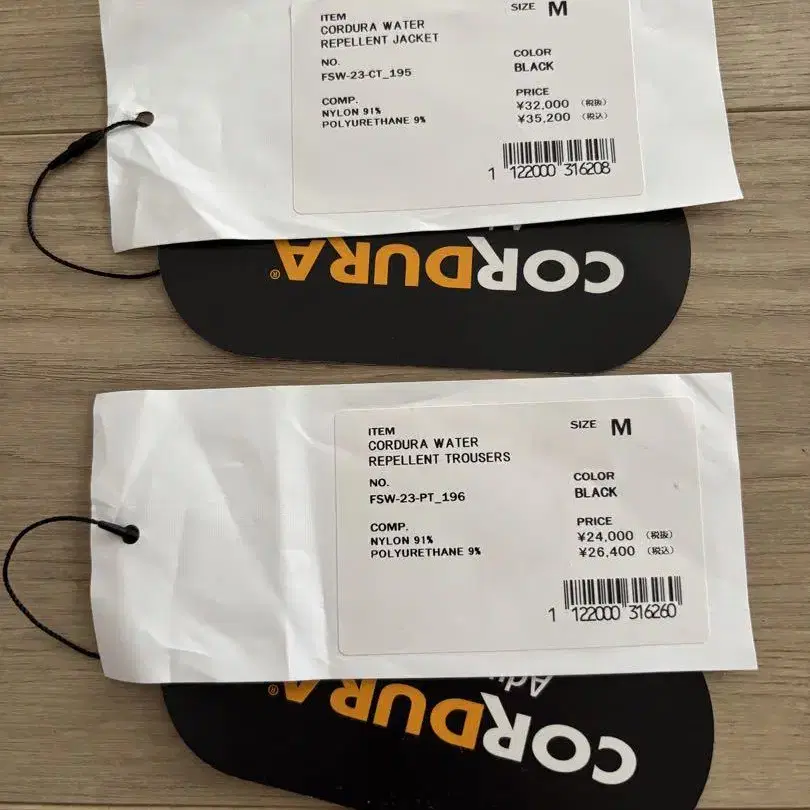 ITEM
CORDURA WATER
REPELLENT JACKET
NO.
FSW-23-CT_195
COMP.
NYLON 91%
POLYURETHANE 9%
SIZE M
COLOR
BLACK
PRICE
¥32,000 (税抜)
¥35,200 (税込)
1 122000 316208
CORDURA®
ITEM
CORDURA WATER
REPELLENT TROUSERS
NO.
FSW-23-PT_196
COMP.
NYLON 91%
POLYURETHANE 9%
SIZE M
COLOR
BLACK
PRICE
¥24,000 (税抜)
¥26,400 (税込)
1 122000 316260
CORDURA®